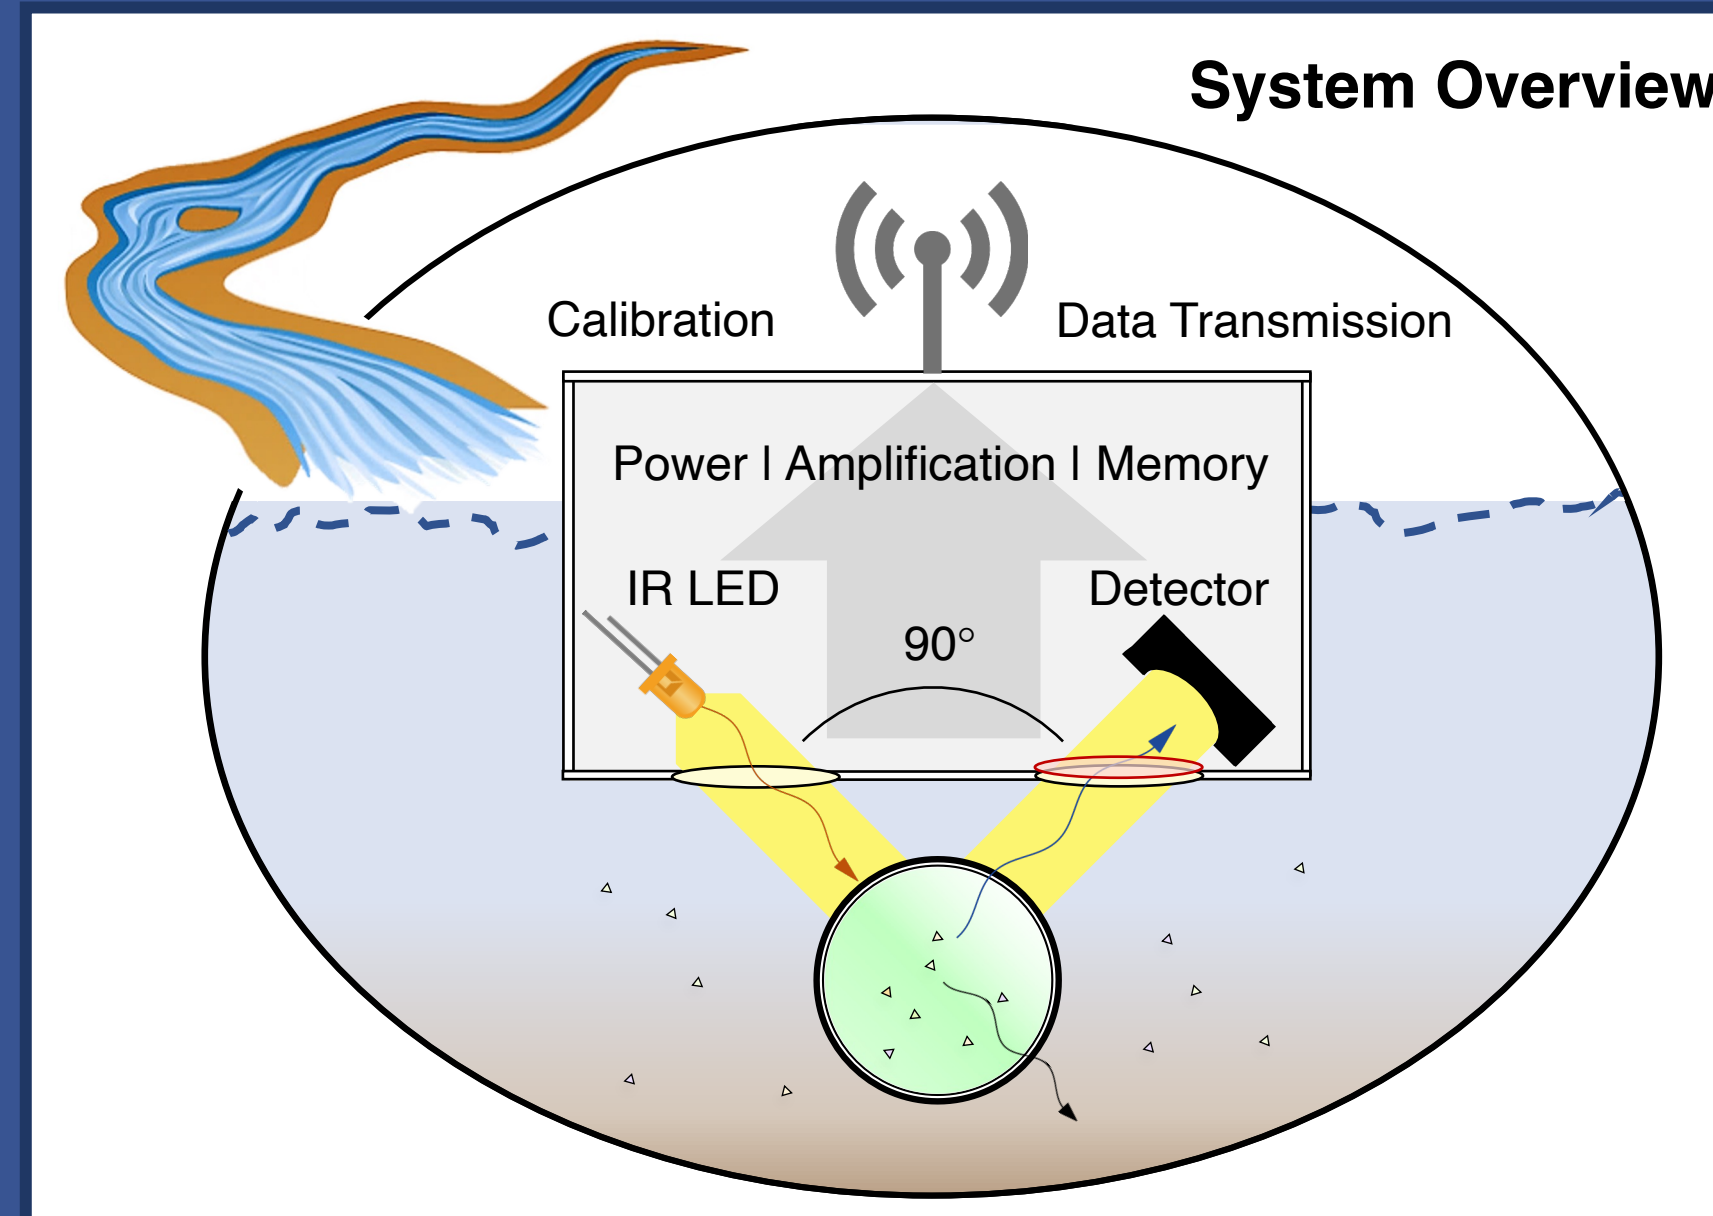 System Overview
Calibration
Data Transmission
Power | Amplification | Memory
IR LED
Detector
90°